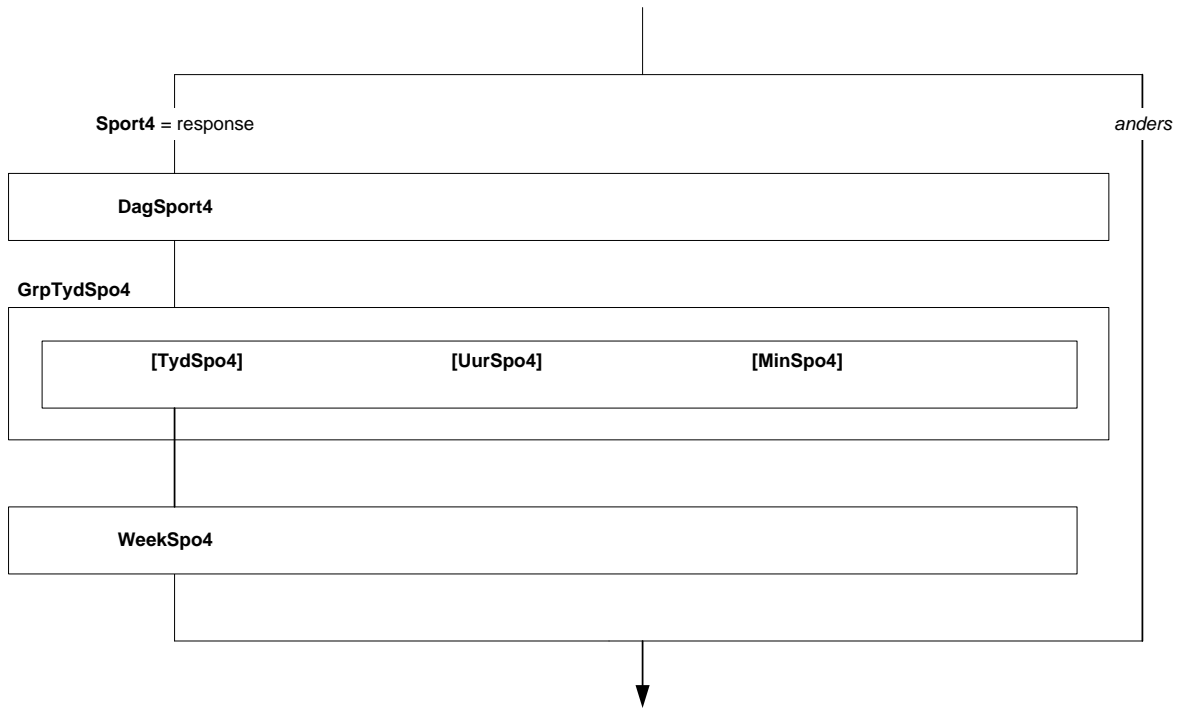 Sport4 = response
anders
DagSport4
GrpTydSpo4
[TydSpo4] [UurSpo4] [MinSpo4]
WeekSpo4